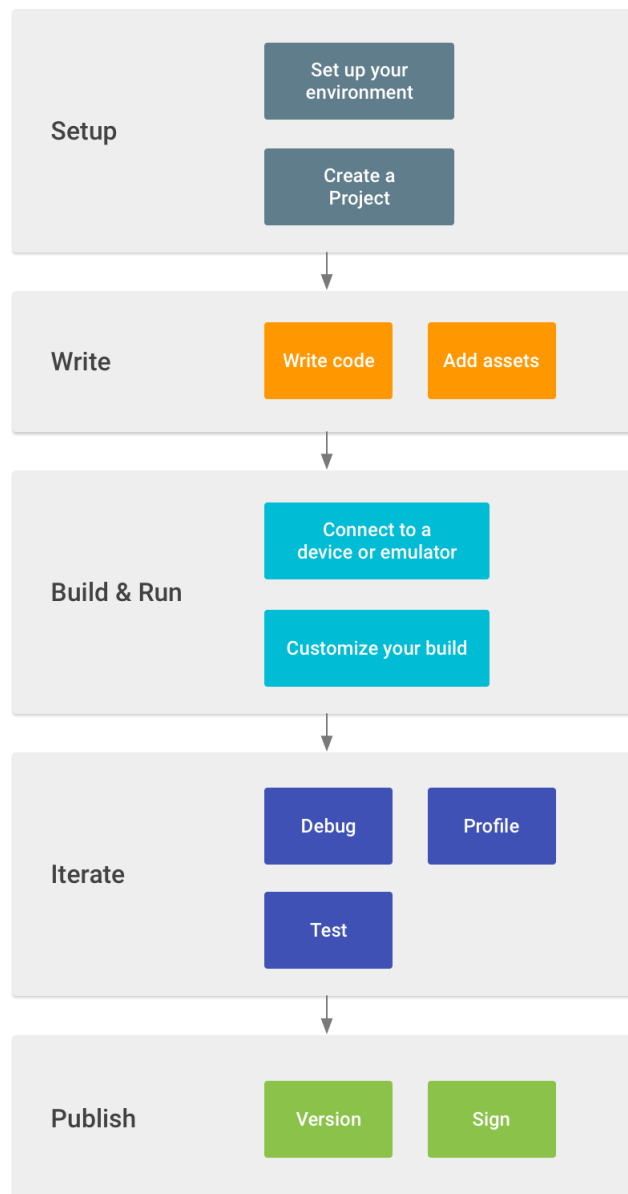 Setup
Set up your
environment
Create a
Project
Write
Write code
Add assets
Build & Run
Connect to a
device or emulator
Customize your build
Iterate
Debug
Profile
Test
Publish
Version
Sign